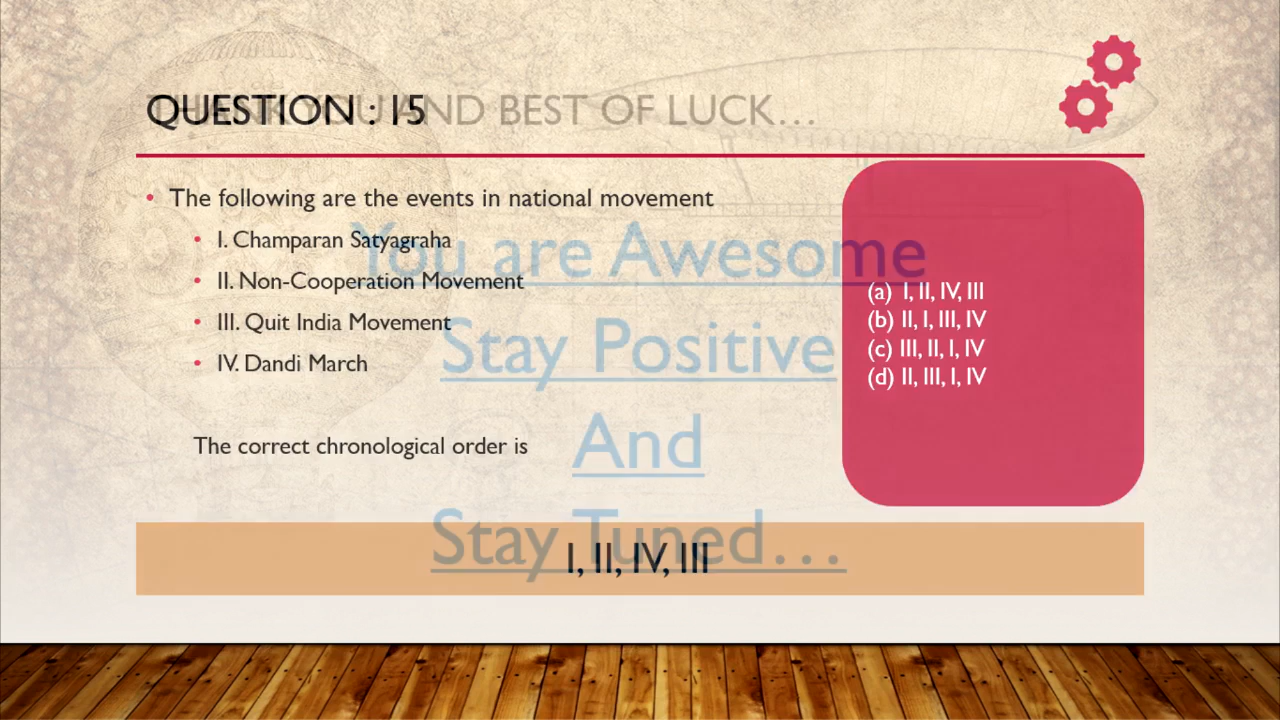 QUESTION : 15
AND BEST OF LUCK…
• The following are the events in national movement
• I. Champaran Satyagraha
• II. Non-Cooperation Movement
• III. Quit India Movement
• IV. Dandi March
The correct chronological order is
(a) I, II, IV, III
(b) II, I, III, IV
(c) III, II, I, IV
(d) II, III, I, IV
You are Awesome
Stay Positive
And
Stay Tuned…
I, II, IV, III